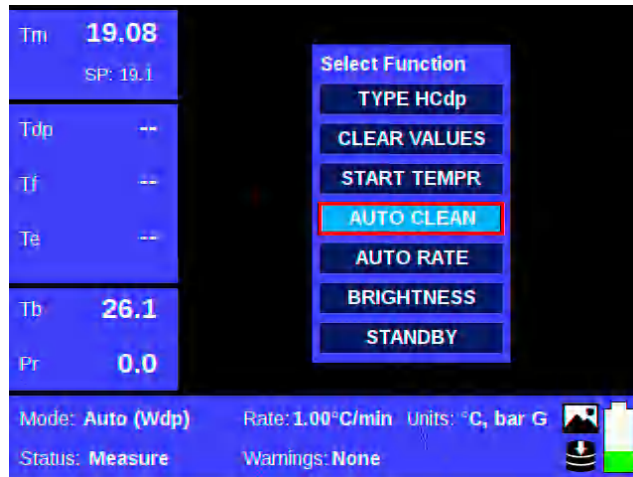 Tm 19.08
SP: 19.1
Tdp --
Tf --
Te --
Tb 26.1
Pr 0.0
Select Function
TYPE HCdp
CLEAR VALUES
START TEMPR
AUTO CLEAN
AUTO RATE
BRIGHTNESS
STANDBY
Mode: Auto (Wdp) Rate: 1.00°C/min Units: °C, bar G
Status: Measure Warnings: None